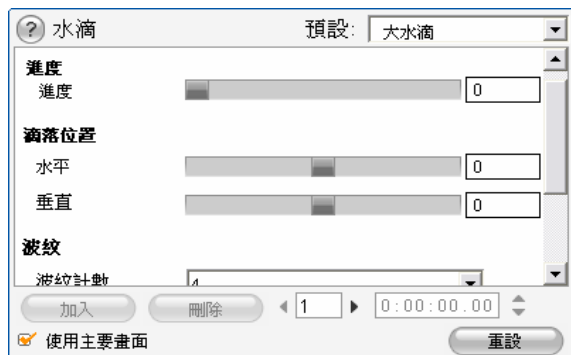 ? 水滴 預設: 大水滴
進度
進度 0
滴落位置
水平 0
垂直 0
波紋
波紋計數 4
加入 刪除 1 0:00:00.00
使用主要畫面 重設